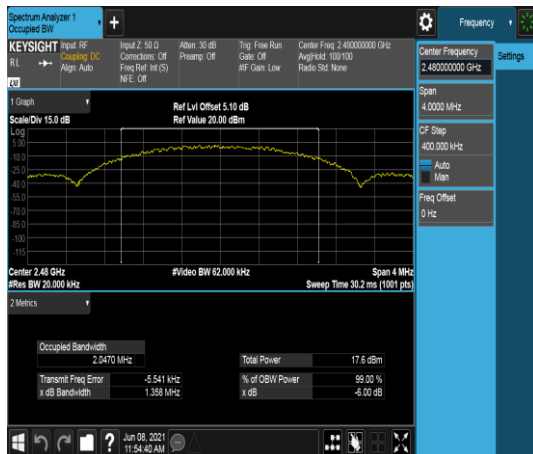 Spectrum Analyzer 1
Occupied BW
+
Frequency
KEYSIGHT
RL
LXI
Input: RF
Coupling: DC
Align: Auto
Input Z: 50 Ω
Corrections: Off
Freq Ref: Int (S)
NFE: Off
Atten: 30 dB
Preamp: Off
Trig: Free Run
Gate: Off
#IF Gain: Low
Center Freq: 2.480000000 GHz
Avg|Hold: 100/100
Radio Std: None
Center Frequency
2.480000000 GHz
Settings
Span
4.0000 MHz
CF Step
400.000 kHz
Auto
Man
Freq Offset
0 Hz
1 Graph
Scale/Div 15.0 dB
Ref Lvl Offset 5.10 dB
Ref Value 20.00 dBm
Log
5.00
-10.0
-25.0
-40.0
-55.0
-70.0
-85.0
-100
-115
Center 2.48 GHz
#Res BW 20.000 kHz
#Video BW 62.000 kHz
Span 4 MHz
Sweep Time 30.2 ms (1001 pts)
2 Metrics
Occupied Bandwidth
2.0470 MHz
Total Power 17.6 dBm
Transmit Freq Error -5.541 kHz
% of OBW Power 99.00 %
x dB Bandwidth 1.358 MHz
x dB -6.00 dB
?
Jun 08, 2021
11:54:40 AM